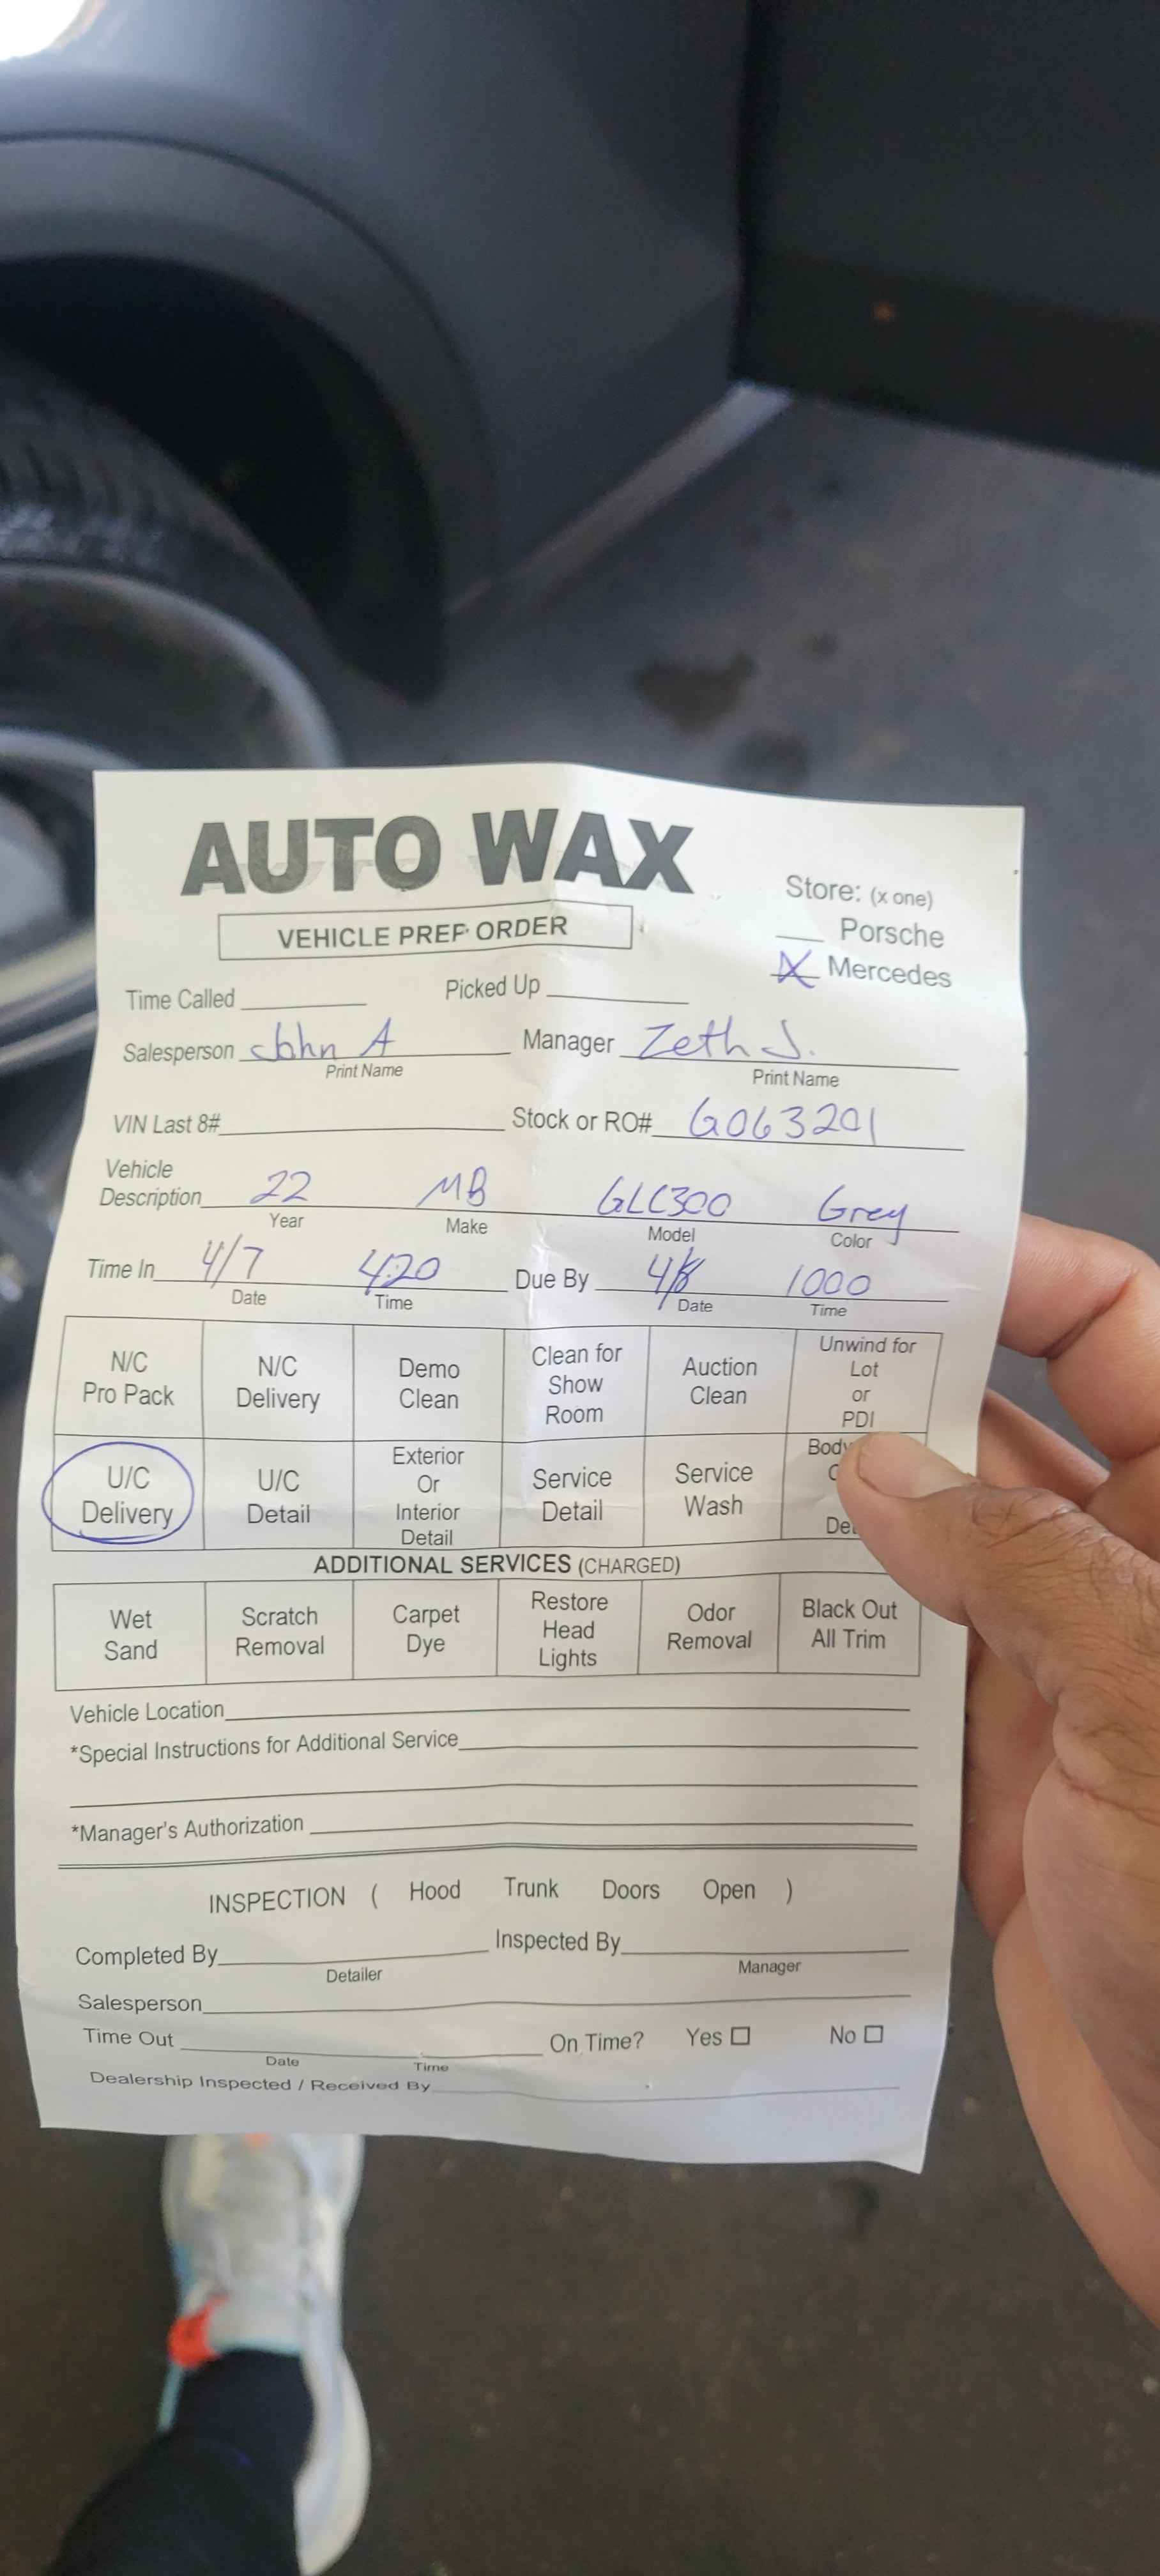 AUTO WAX
VEHICLE PREP ORDER
Store: (x one)
Porsche
X Mercedes
Time Called Picked Up
Salesperson John A Manager Zeth J.
Print Name Print Name
VIN Last 8# Stock or RO# G063201
Vehicle
Description 22 MB GLC300 Grey
Year Make Model Color
Time In 4/7 4:20 Due By 4/8 1000
Date Time Date Time
N/C Pro Pack N/C Delivery Demo Clean Clean for Show Room Auction Clean Unwind for Lot or PDI
U/C Delivery U/C Detail Exterior Or Interior Detail Service Detail Service Wash Body
ADDITIONAL SERVICES (CHARGED)
Wet Sand Scratch Removal Carpet Dye Restore Head Lights Odor Removal Black Out All Trim
Vehicle Location
*Special Instructions for Additional Service
*Manager's Authorization
INSPECTION ( Hood Trunk Doors Open )
Completed By Inspected By
Detailer Manager
Salesperson
Time Out On Time? Yes No
Date Time
Dealership Inspected / Received By